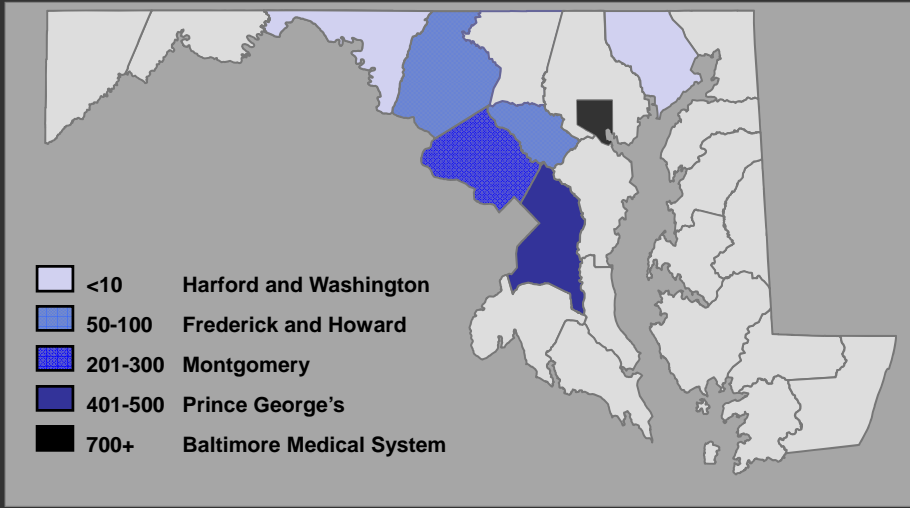 <10 Harford and Washington
50-100 Frederick and Howard
201-300 Montgomery
401-500 Prince George's
700+ Baltimore Medical System